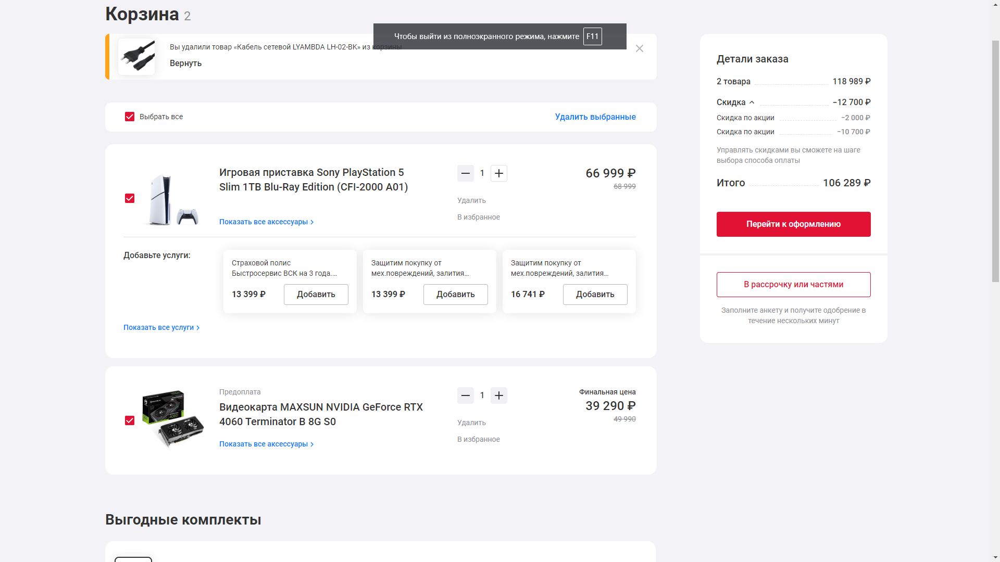 Корзина 2
Чтобы выйти из полноэкранного режима, нажмите F11
Вы удалили товар «Кабель сетевой LYAMBDA LH-02-BK» из корзины
Вернуть
Выбрать все
Удалить выбранные
Игровая приставка Sony PlayStation 5
Slim 1TB Blu-Ray Edition (CFI-2000 A01)
Показать все аксессуары
1
Удалить
В избранное
66 999 ₽
68 999
Добавьте услуги:
Страховой полис
Быстросервис ВСК на 3 года....
13 399 ₽
Добавить
Защитим покупку от
мех.повреждений, залития...
13 399 ₽
Добавить
Защитим покупку от
мех.повреждений, залития...
16 741 ₽
Добавить
Показать все услуги
Предоплата
Видеокарта MAXSUN NVIDIA GeForce RTX
4060 Terminator B 8G S0
Показать все аксессуары
1
Удалить
В избранное
Финальная цена
39 290 ₽
49 990
Выгодные комплекты
Детали заказа
2 товара 118 989 ₽
Скидка −12 700 ₽
Скидка по акции −2 000 ₽
Скидка по акции −10 700 ₽
Управлять скидками вы сможете на шаге
выбора способа оплаты
Итого 106 289 ₽
Перейти к оформлению
В рассрочку или частями
Заполните анкету и получите одобрение в
течение нескольких минут